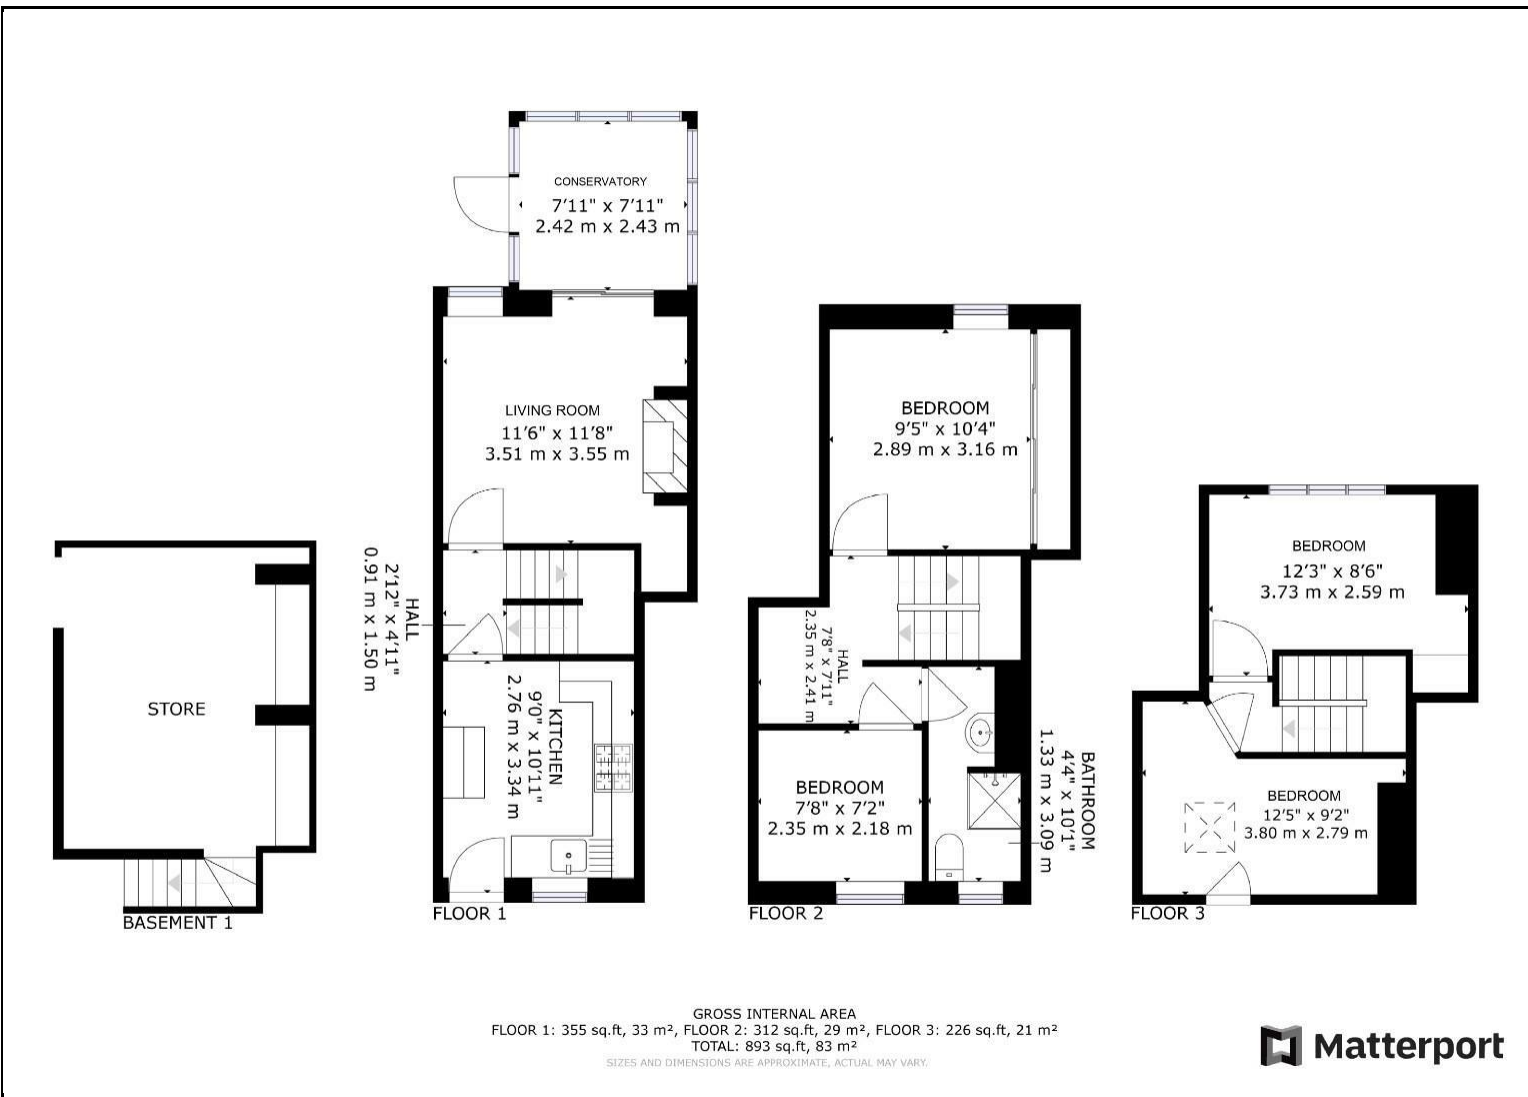 CONSERVATORY
7'11" x 7'11"
2.42 m x 2.43 m
LIVING ROOM
11'6" x 11'8"
3.51 m x 3.55 m
HALL
2'12" x 4'11"
0.91 m x 1.50 m
KITCHEN
9'0" x 10'11"
2.76 m x 3.34 m
FLOOR 1
STORE
BASEMENT 1
BEDROOM
9'5" x 10'4"
2.89 m x 3.16 m
HALL
7'8" x 7'11"
2.35 m x 2.41 m
BEDROOM
7'8" x 7'2"
2.35 m x 2.18 m
BATHROOM
4'4" x 10'1"
1.33 m x 3.09 m
FLOOR 2
BEDROOM
12'3" x 8'6"
3.73 m x 2.59 m
BEDROOM
12'5" x 9'2"
3.80 m x 2.79 m
FLOOR 3
GROSS INTERNAL AREA
FLOOR 1: 355 sq.ft, 33 m², FLOOR 2: 312 sq.ft, 29 m², FLOOR 3: 226 sq.ft, 21 m²
TOTAL: 893 sq.ft, 83 m²
SIZES AND DIMENSIONS ARE APPROXIMATE, ACTUAL MAY VARY.
Matterport